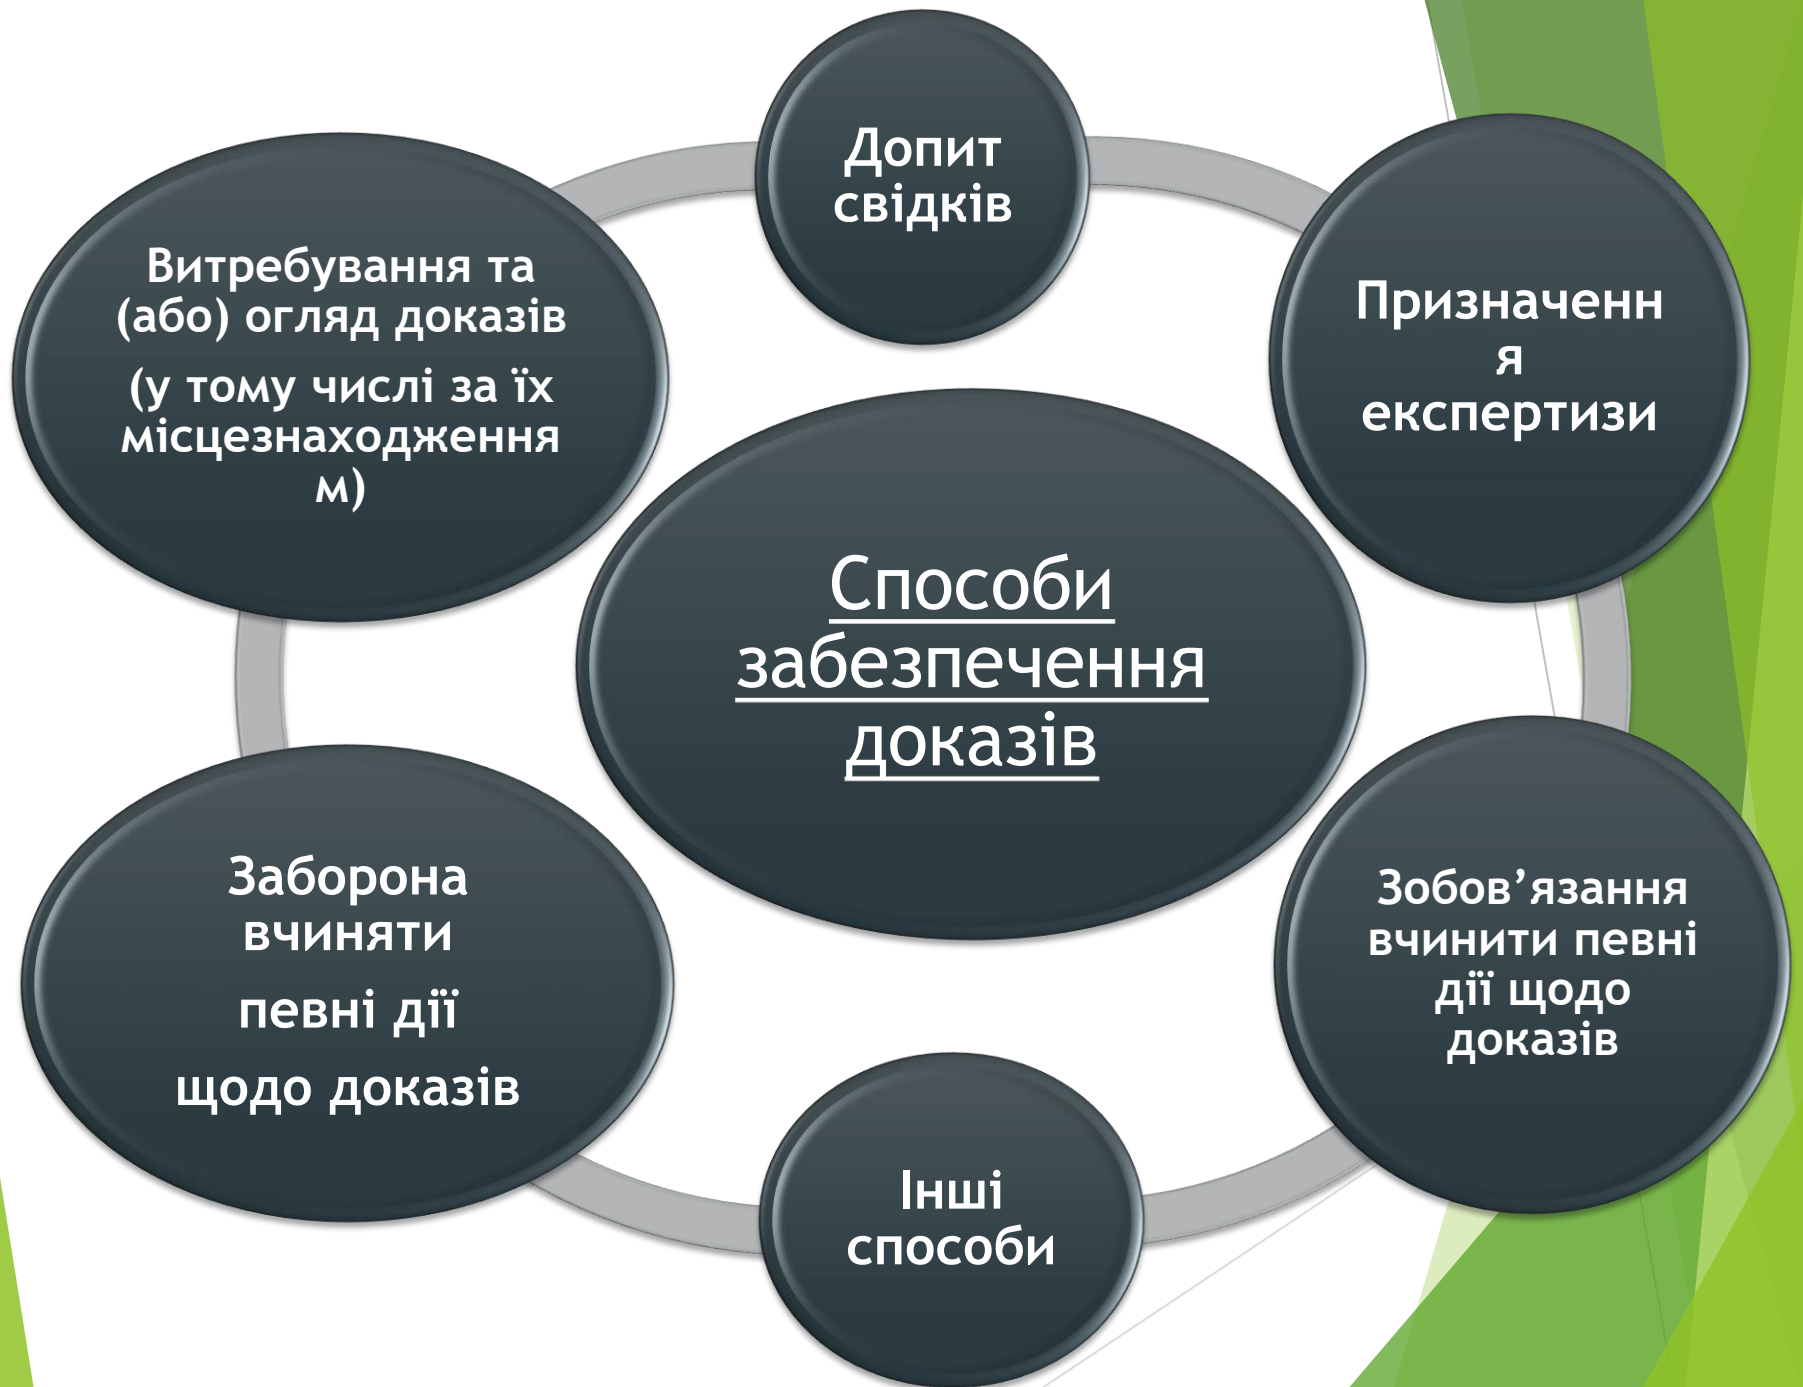 Допит
свідків
Призначенн
я
експертизи
Зобов’язання
вчинити певні
дії щодо
доказів
Інші
способи
Заборона
вчиняти
певні дії
щодо доказів
Витребування та
(або) огляд доказів
(у тому числі за їх
місцезнаходження
м)
Способи
забезпечення
доказів